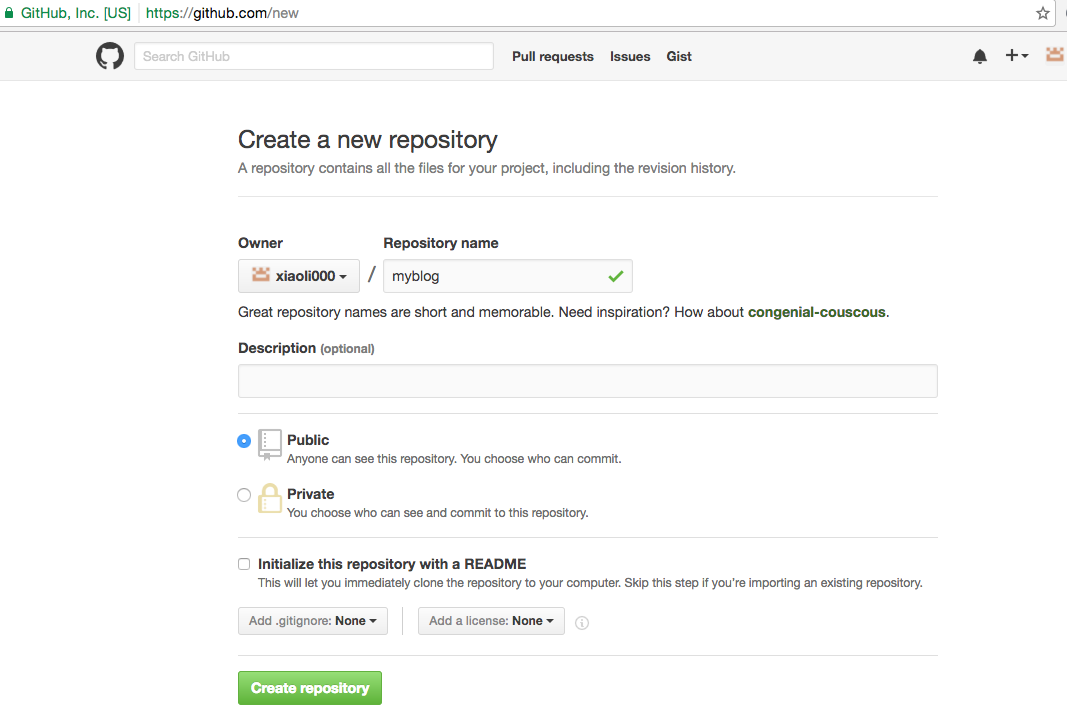 GitHub, Inc. [US] https://github.com/new
Search GitHub Pull requests Issues Gist
Create a new repository
A repository contains all the files for your project, including the revision history.
Owner Repository name
xiaoli000 / myblog
Great repository names are short and memorable. Need inspiration? How about congenial-couscous.
Description (optional)
Public
Anyone can see this repository. You choose who can commit.
Private
You choose who can see and commit to this repository.
Initialize this repository with a README
This will let you immediately clone the repository to your computer. Skip this step if you're importing an existing repository.
Add .gitignore: None Add a license: None
Create repository